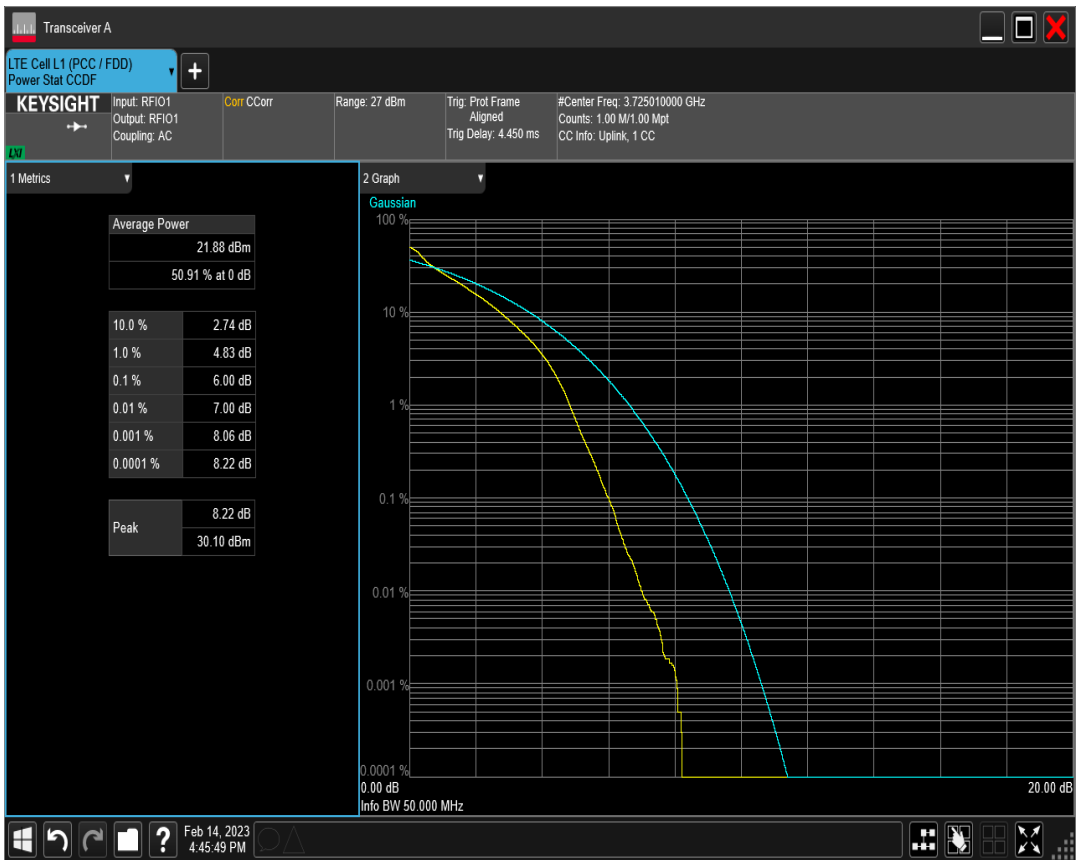 Transceiver A
LTE Cell L1 (PCC / FDD)
Power Stat CCDF
+
KEYSIGHT
LXI
Input: RFIO1
Output: RFIO1
Coupling: AC
Corr CCorr
Range: 27 dBm
Trig: Prot Frame
Aligned
Trig Delay: 4.450 ms
#Center Freq: 3.725010000 GHz
Counts: 1.00 M/1.00 Mpt
CC Info: Uplink, 1 CC
1 Metrics
Average Power
21.88 dBm
50.91 % at 0 dB
10.0 % 2.74 dB
1.0 % 4.83 dB
0.1 % 6.00 dB
0.01 % 7.00 dB
0.001 % 8.06 dB
0.0001 % 8.22 dB
Peak
8.22 dB
30.10 dBm
2 Graph
Gaussian
100 %
10 %
1 %
0.1 %
0.01 %
0.001 %
0.0001 %
0.00 dB 20.00 dB
Info BW 50.000 MHz
?
Feb 14, 2023
4:45:49 PM